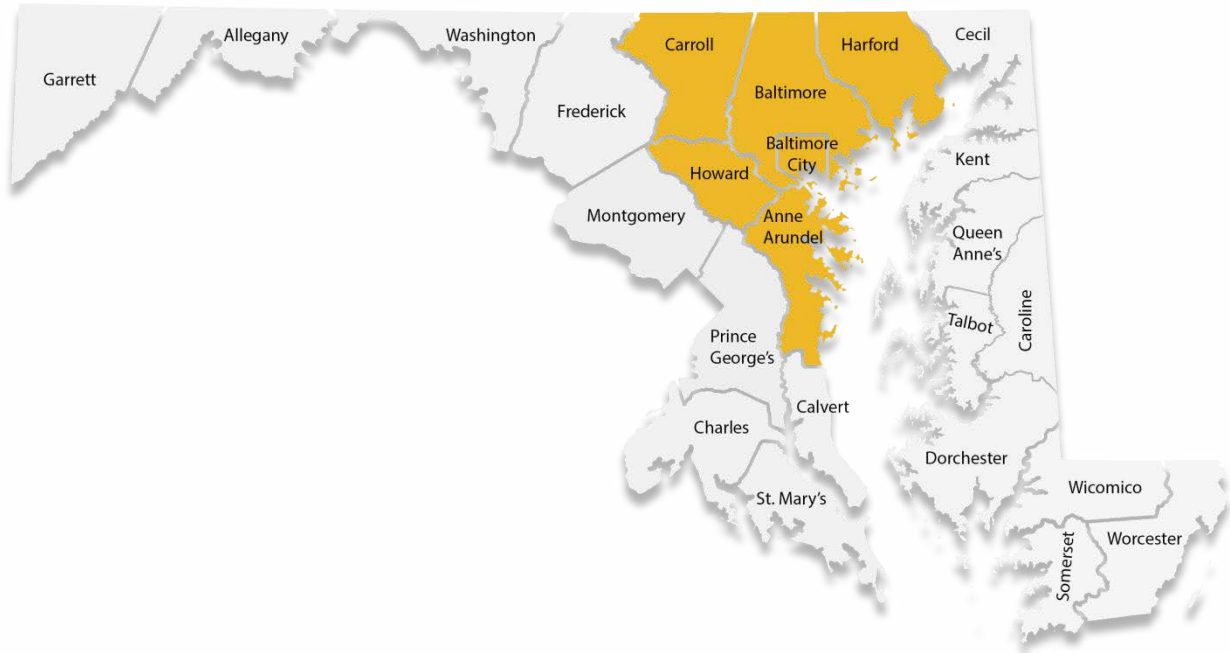 Allegany
Washington
Carroll
Harford
Cecil
Garrett
Frederick
Baltimore
Baltimore
City
Kent
Howard
Montgomery
Anne
Arundel
Queen
Anne's
Talbot
Caroline
Prince
George's
Calvert
Charles
Dorchester
St. Mary's
Wicomico
Somerset
Worcester